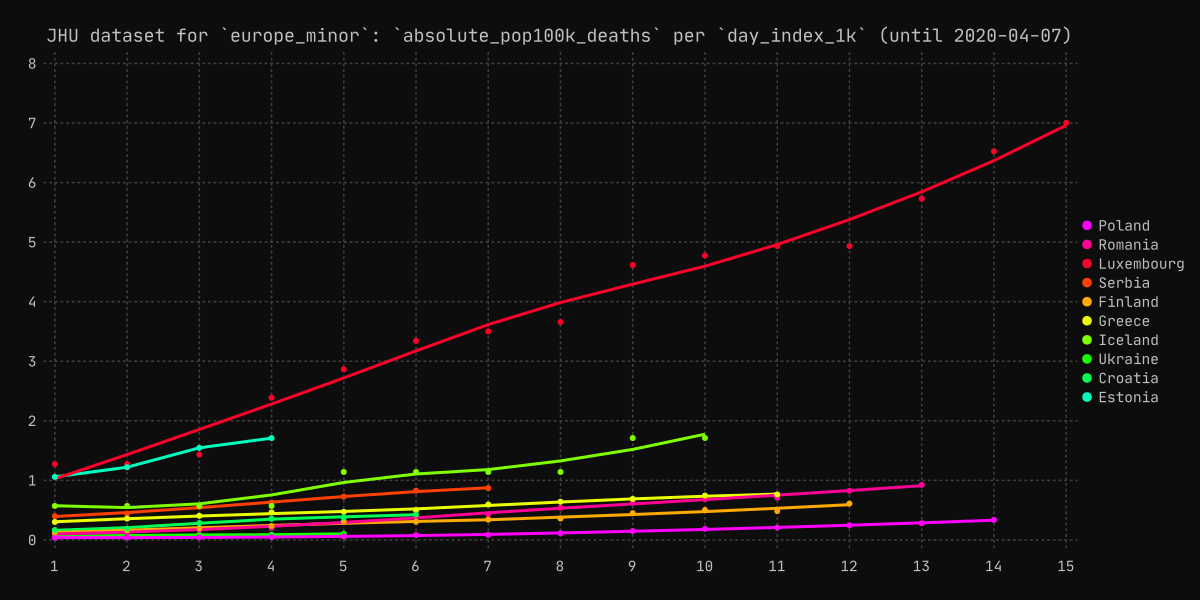 JHU dataset for `europe_minor`: `absolute_pop100k_deaths` per `day_index_1k` (until 2020-04-07)
8
7
6
5
4
3
2
1
0
1 2 3 4 5 6 7 8 9 10 11 12 13 14 15
Poland
Romania
Luxembourg
Serbia
Finland
Greece
Iceland
Ukraine
Croatia
Estonia